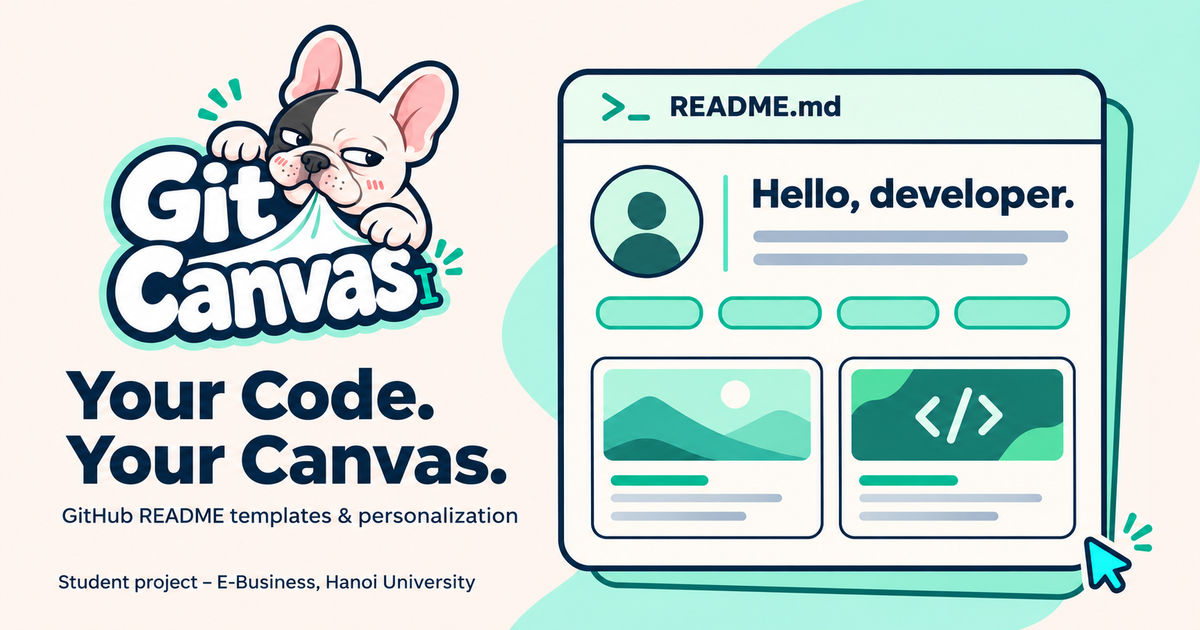 Git
Canvas
Your Code.
Your Canvas.
GitHub README templates & personalization
Student project – E-Business, Hanoi University
>_ README.md
Hello, developer.
</>